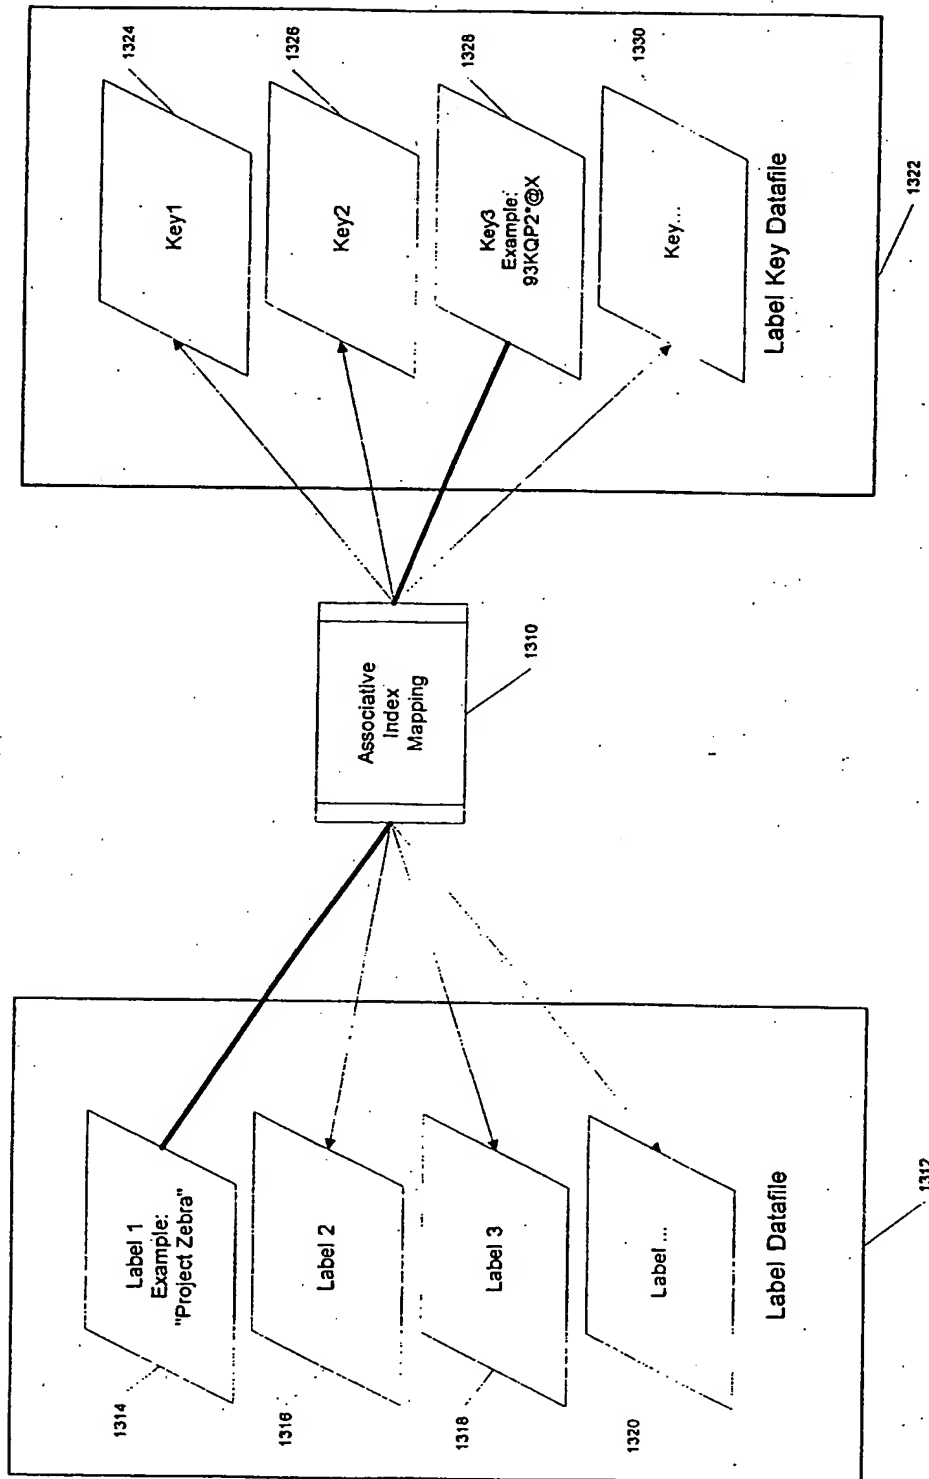 1314
Label 1
Example:
"Project Zebra"
1316
Label 2
1318
Label 3
1320
Label ...
Label Datafile
1312
Associative
Index
Mapping
1310
1324
Key1
1326
Key2
1328
Key3
Example:
93KQP2*@X
1330
Key...
Label Key Datafile
1322